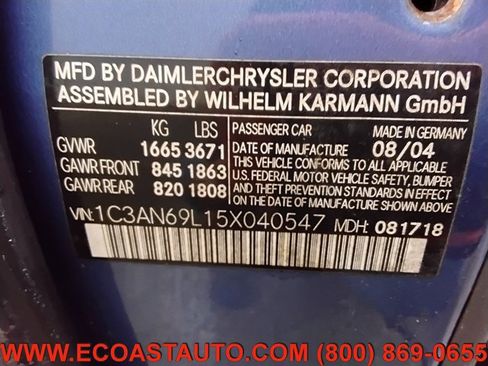 MFD BY DAIMLERCHRYSLER CORPORATION
ASSEMBLED BY WILHELM KARMANN GmbH
KG LBS PASSENGER CAR MADE IN GERMANY
GVWR 1665 3671 DATE OF MANUFACTURE 08/04
GAWR FRONT 845 1863 THIS VEHICLE CONFORMS TO ALL APPLICABLE
GAWR REAR 820 1808 U.S. FEDERAL MOTOR VEHICLE SAFETY, BUMPER,
AND THEFT PREVENTION STANDARDS IN EFFECT
ON THE DATE OF MANUFACTURE SHOWN ABOVE
VIN: 1C3AN69L15X040547 MDH: 081718
WWW.ECOASTAUTO.COM (800) 869-0655